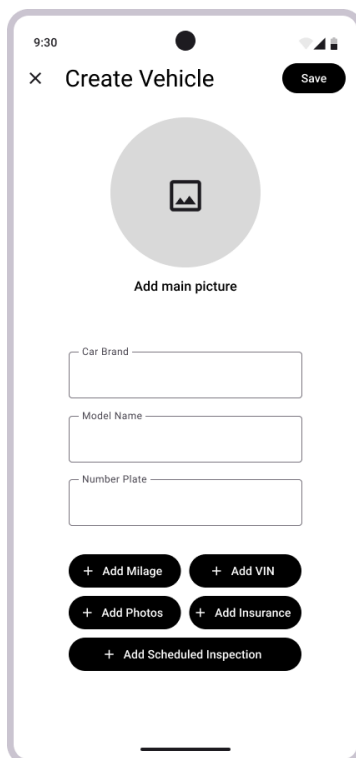 9:30
Create Vehicle
Save
Add main picture
Car Brand
Model Name
Number Plate
+ Add Milage
+ Add VIN
+ Add Photos
+ Add Insurance
+ Add Scheduled Inspection